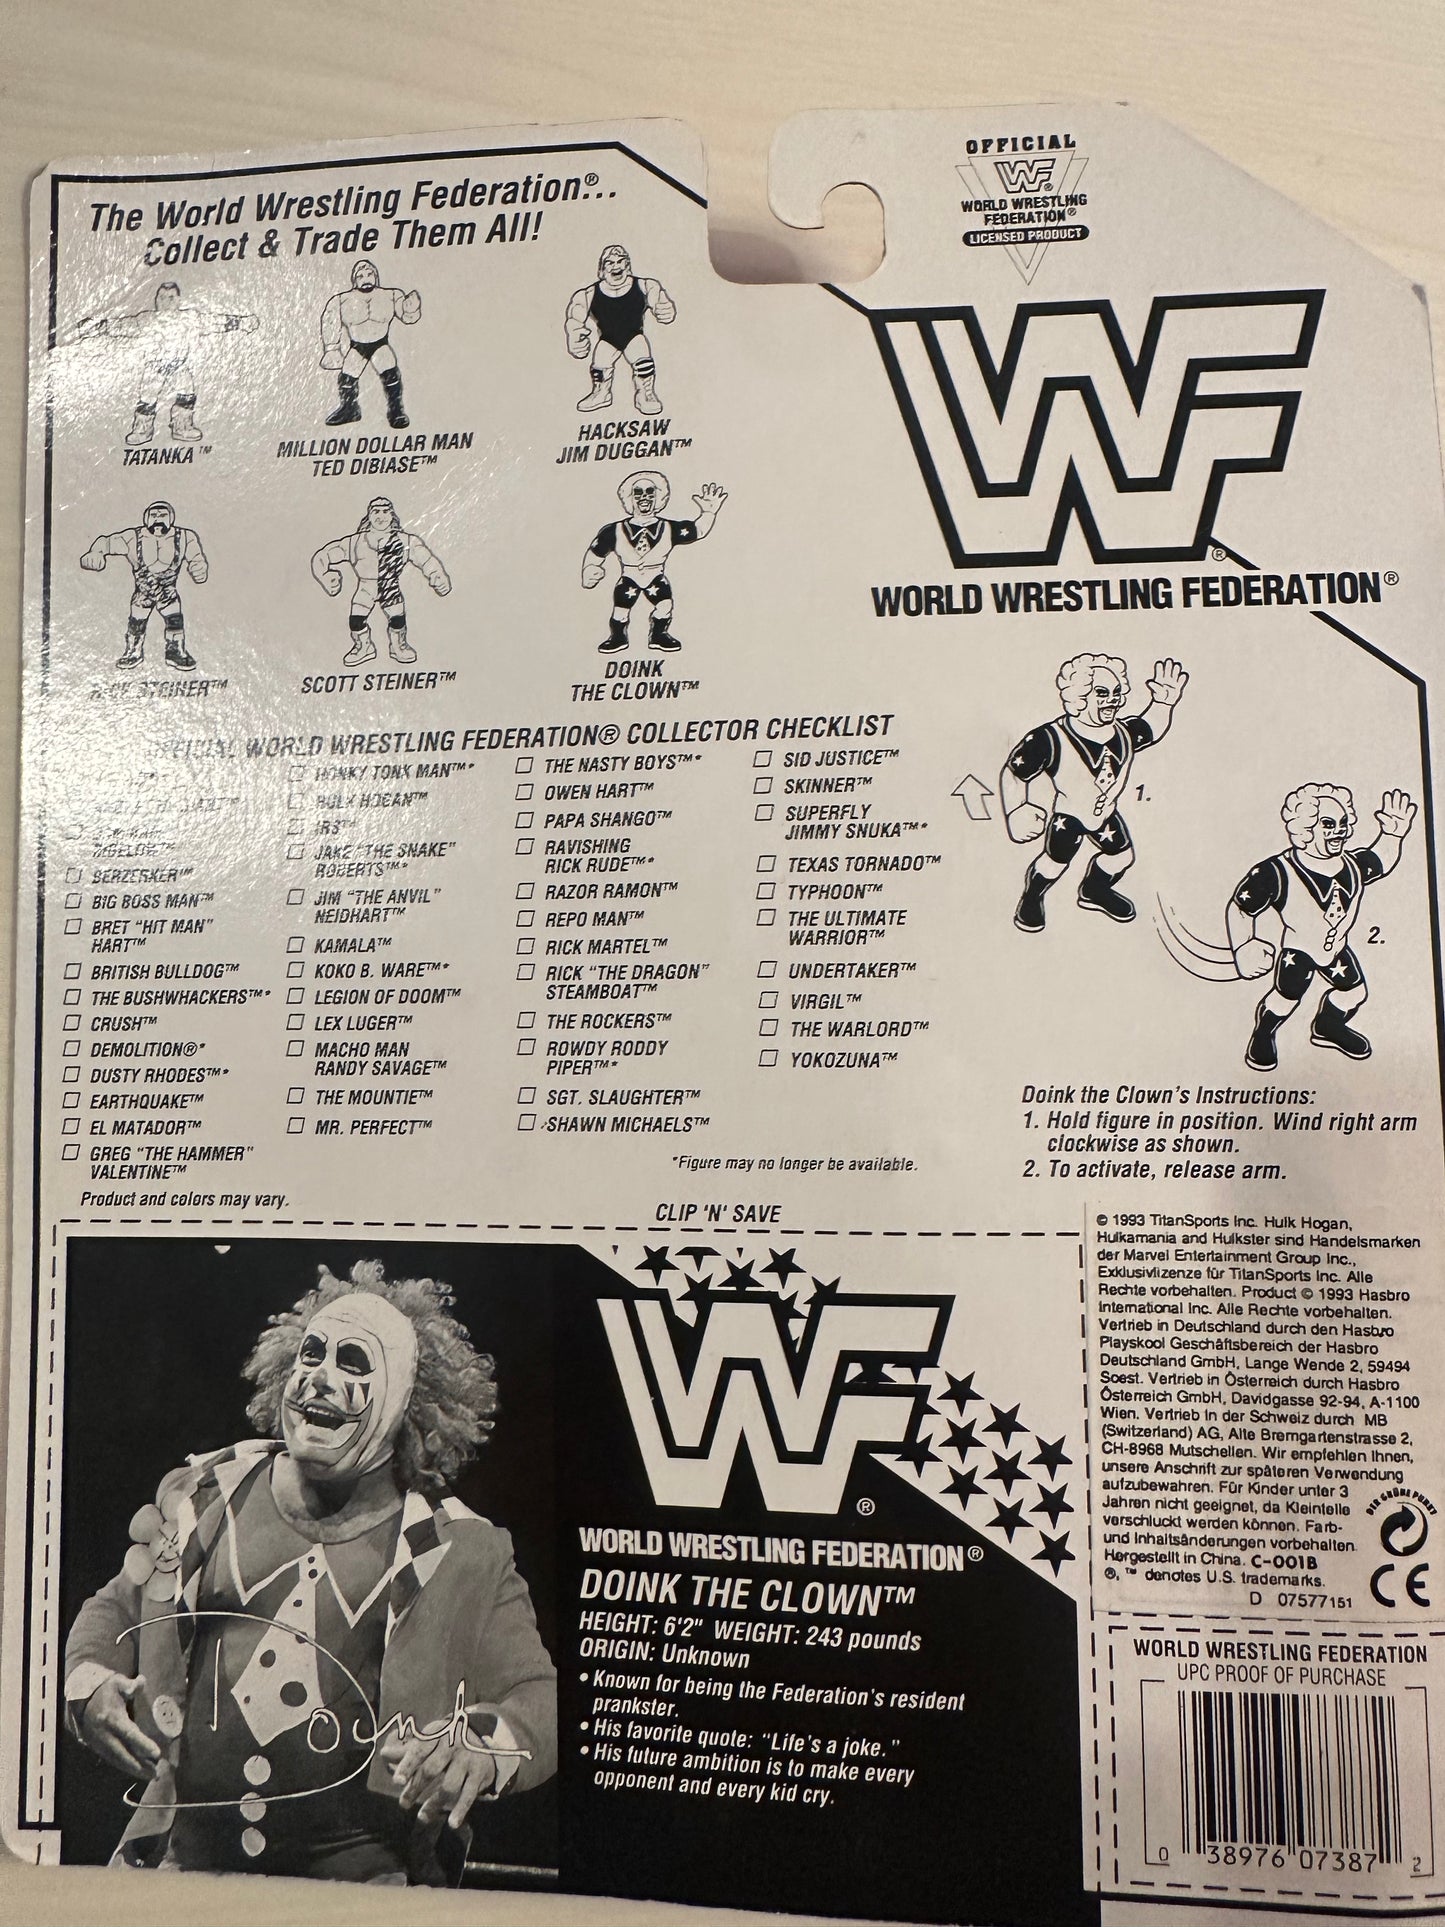 The World Wrestling Federation®...
Collect & Trade Them All!
OFFICIAL
WF®
WORLD WRESTLING
FEDERATION®
LICENSED PRODUCT
TATANKA™
MILLION DOLLAR MAN
TED DIBIASE™
HACKSAW
JIM DUGGAN™
STEINER™
SCOTT STEINER™
DOINK
THE CLOWN™
WF®
WORLD WRESTLING FEDERATION®
OFFICIAL WORLD WRESTLING FEDERATION® COLLECTOR CHECKLIST
BIGELOW™
BERZERKER™
BIG BOSS MAN™
BRET "HIT MAN"
HART™
BRITISH BULLDOG™
THE BUSHWHACKERS™*
CRUSH™
DEMOLITION®*
DUSTY RHODES™*
EARTHQUAKE™
EL MATADOR™
GREG "THE HAMMER"
VALENTINE™
HONKY TONK MAN™*
HULK HOGAN™
IRS™
JAKE "THE SNAKE"
ROBERTS™*
JIM "THE ANVIL"
NEIDHART™
KAMALA™
KOKO B. WARE™*
LEGION OF DOOM™
LEX LUGER™
MACHO MAN
RANDY SAVAGE™
THE MOUNTIE™
MR. PERFECT™
THE NASTY BOYS™*
OWEN HART™
PAPA SHANGO™
RAVISHING
RICK RUDE™*
RAZOR RAMON™
REPO MAN™
RICK MARTEL™
RICK "THE DRAGON"
STEAMBOAT™
THE ROCKERS™
ROWDY RODDY
PIPER™*
SGT. SLAUGHTER™
SHAWN MICHAELS™
SID JUSTICE™
SKINNER™
SUPERFLY
JIMMY SNUKA™*
TEXAS TORNADO™
TYPHOON™
THE ULTIMATE
WARRIOR™
UNDERTAKER™
VIRGIL™
THE WARLORD™
YOKOZUNA™
*Figure may no longer be available.
Product and colors may vary.
1.
2.
Doink the Clown's Instructions:
1. Hold figure in position. Wind right arm
clockwise as shown.
2. To activate, release arm.
CLIP 'N' SAVE
Doink
WF®
WORLD WRESTLING FEDERATION®
DOINK THE CLOWN™
HEIGHT: 6'2" WEIGHT: 243 pounds
ORIGIN: Unknown
• Known for being the Federation's resident
prankster.
• His favorite quote: "Life's a joke."
• His future ambition is to make every
opponent and every kid cry.
© 1993 TitanSports Inc. Hulk Hogan,
Hulkamania and Hulkster sind Handelsmarken
der Marvel Entertainment Group Inc.,
Exklusivlizenze für TitanSports Inc. Alle
Rechte vorbehalten. Product © 1993 Hasbro
International Inc. Alle Rechte vorbehalten.
Vertrieb in Deutschland durch den Hasbro
Playskool Geschäftsbereich der Hasbro
Deutschland GmbH, Lange Wende 2, 59494
Soest. Vertrieb in Österreich durch Hasbro
Österreich GmbH, Davidgasse 92-94, A-1100
Wien. Vertrieb in der Schweiz durch MB
(Switzerland) AG, Alte Bremgartenstrasse 2,
CH-8968 Mutschellen. Wir empfehlen Ihnen,
unsere Anschrift zur späteren Verwendung
aufzubewahren. Für Kinder unter 3
Jahren nicht geeignet, da Kleinteile
verschluckt werden können. Farb-
und Inhaltsänderungen vorbehalten.
Hergestellt in China. C-001B
®, ™ denotes U.S. trademarks.
D 07577151
DER GRÜNE PUNKT
CE
WORLD WRESTLING FEDERATION
UPC PROOF OF PURCHASE
0 38976 07387 2